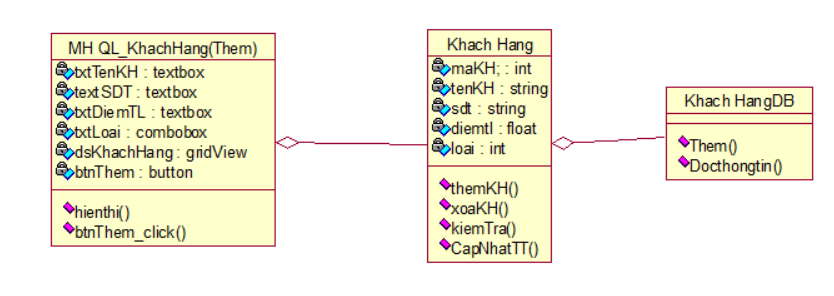 MH QL_KhachHang(Them)
txtTenKH : textbox
textSDT : textbox
txtDiemTL : textbox
txtLoai : combobox
dsKhachHang : gridView
btnThem : button
hienthi()
btnThem_click()
Khach Hang
maKH; : int
tenKH : string
sdt : string
diemtl : float
loai : int
themKH()
xoaKH()
kiemTra()
CapNhatTT()
Khach HangDB
Them()
Docthongtin()